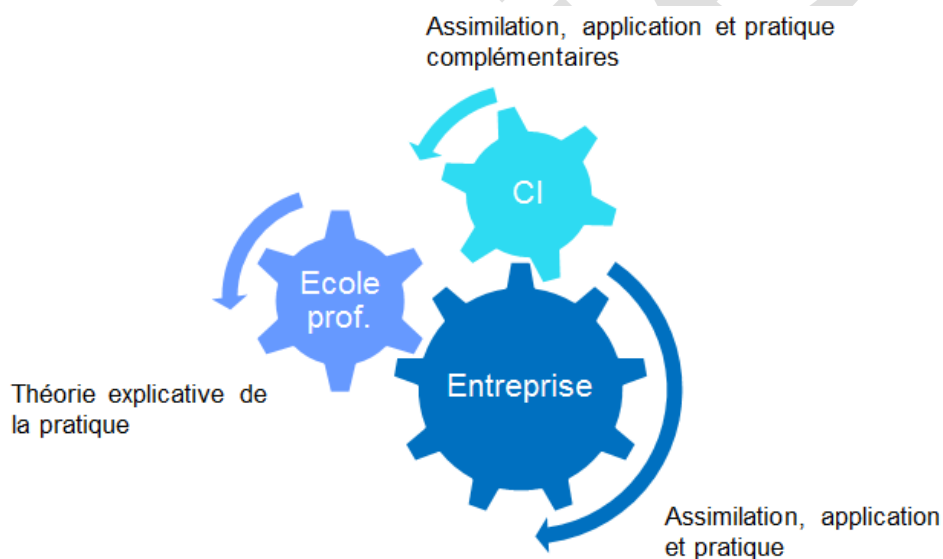 Assimilation, application et pratique
complémentaires
CI
Ecole
prof.
Entreprise
Théorie explicative de
la pratique
Assimilation, application
et pratique